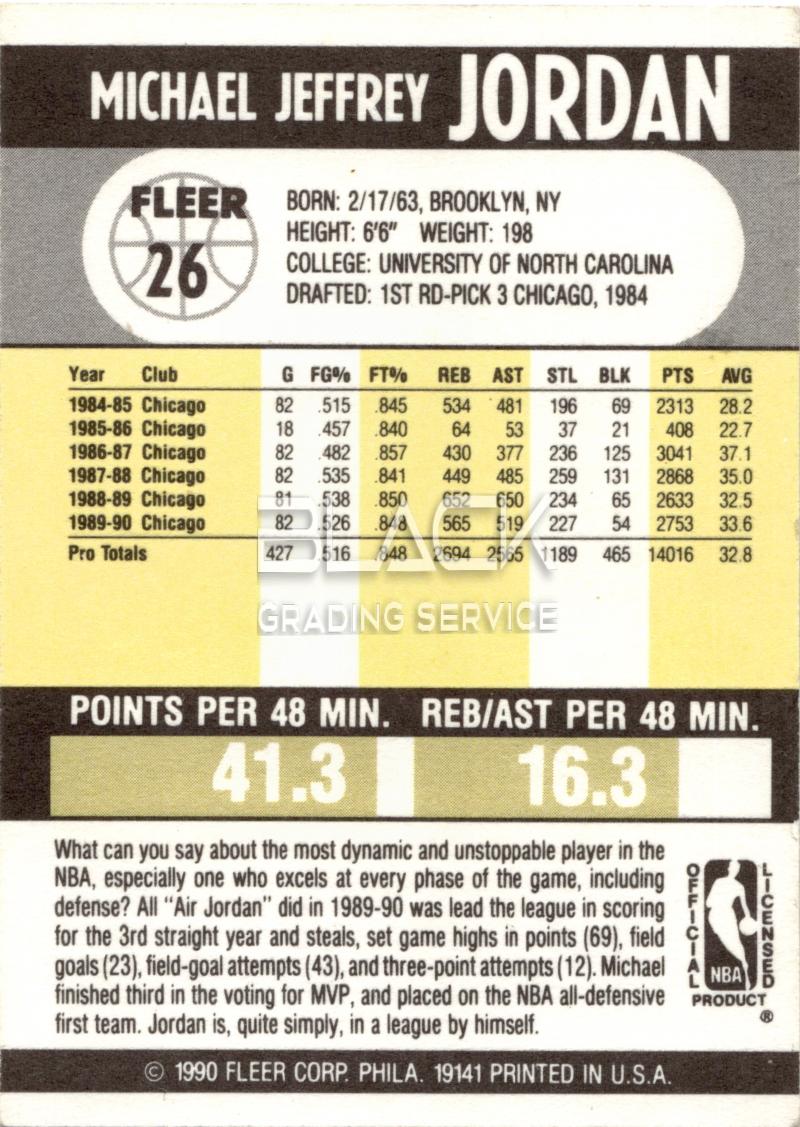 MICHAEL JEFFREY JORDAN
FLEER
26
BORN: 2/17/63, BROOKLYN, NY
HEIGHT: 6'6" WEIGHT: 198
COLLEGE: UNIVERSITY OF NORTH CAROLINA
DRAFTED: 1ST RD-PICK 3 CHICAGO, 1984
Year Club G FG% FT% REB AST STL BLK PTS AVG
1984-85 Chicago 82 .515 .845 534 481 196 69 2313 28.2
1985-86 Chicago 18 .457 .840 64 53 37 21 408 22.7
1986-87 Chicago 82 .482 .857 430 377 236 125 3041 37.1
1987-88 Chicago 82 .535 .841 449 485 259 131 2868 35.0
1988-89 Chicago 81 .538 .850 652 650 234 65 2633 32.5
1989-90 Chicago 82 .526 .848 565 519 227 54 2753 33.6
Pro Totals 427 .516 .848 2694 2565 1189 465 14016 32.8
BLACK
GRADING SERVICE
POINTS PER 48 MIN. REB/AST PER 48 MIN.
41.3 16.3
What can you say about the most dynamic and unstoppable player in the
NBA, especially one who excels at every phase of the game, including
defense? All "Air Jordan" did in 1989-90 was lead the league in scoring
for the 3rd straight year and steals, set game highs in points (69), field
goals (23), field-goal attempts (43), and three-point attempts (12). Michael
finished third in the voting for MVP, and placed on the NBA all-defensive
first team. Jordan is, quite simply, in a league by himself.
OFFICIAL
NBA
LICENSED
PRODUCT
®
© 1990 FLEER CORP. PHILA. 19141 PRINTED IN U.S.A.